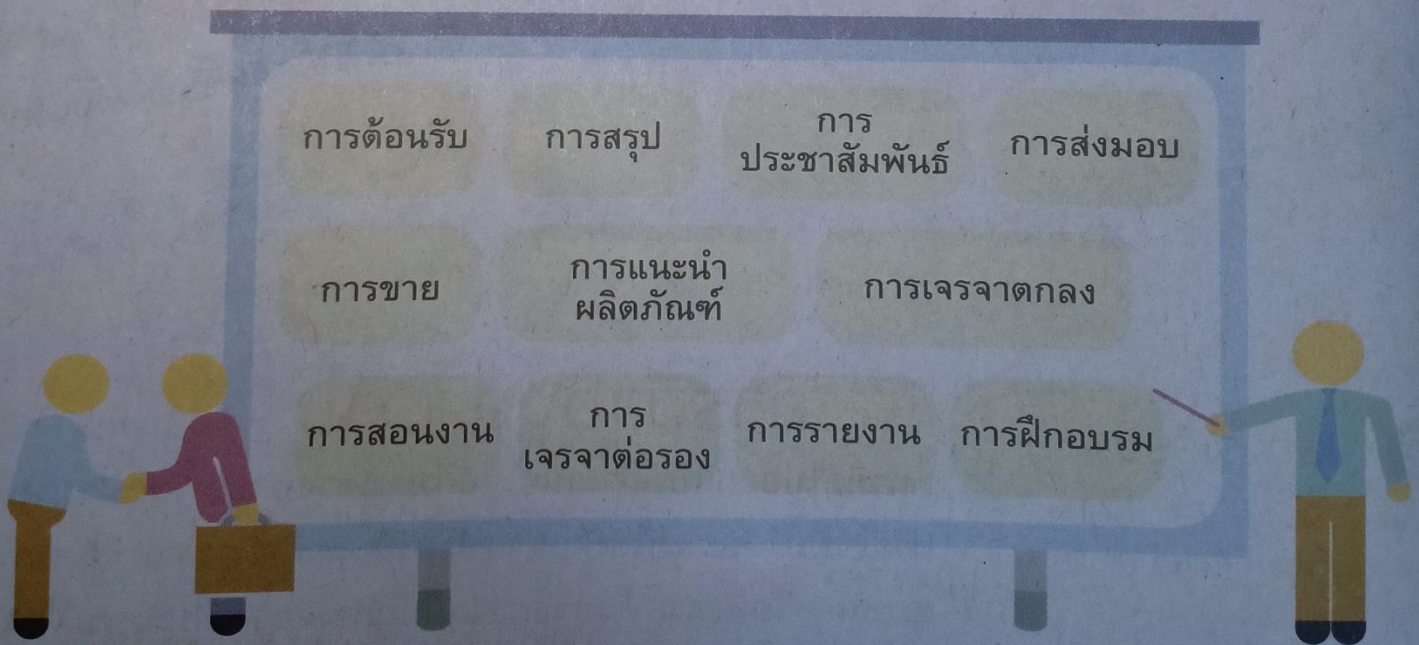 การต้อนรับ
การสรุป
การ
ประชาสัมพันธ์
การส่งมอบ
การขาย
การแนะนำ
ผลิตภัณฑ์
การเจรจาตกลง
การสอนงาน
การ
เจรจาต่อรอง
การรายงาน
การฝึกอบรม